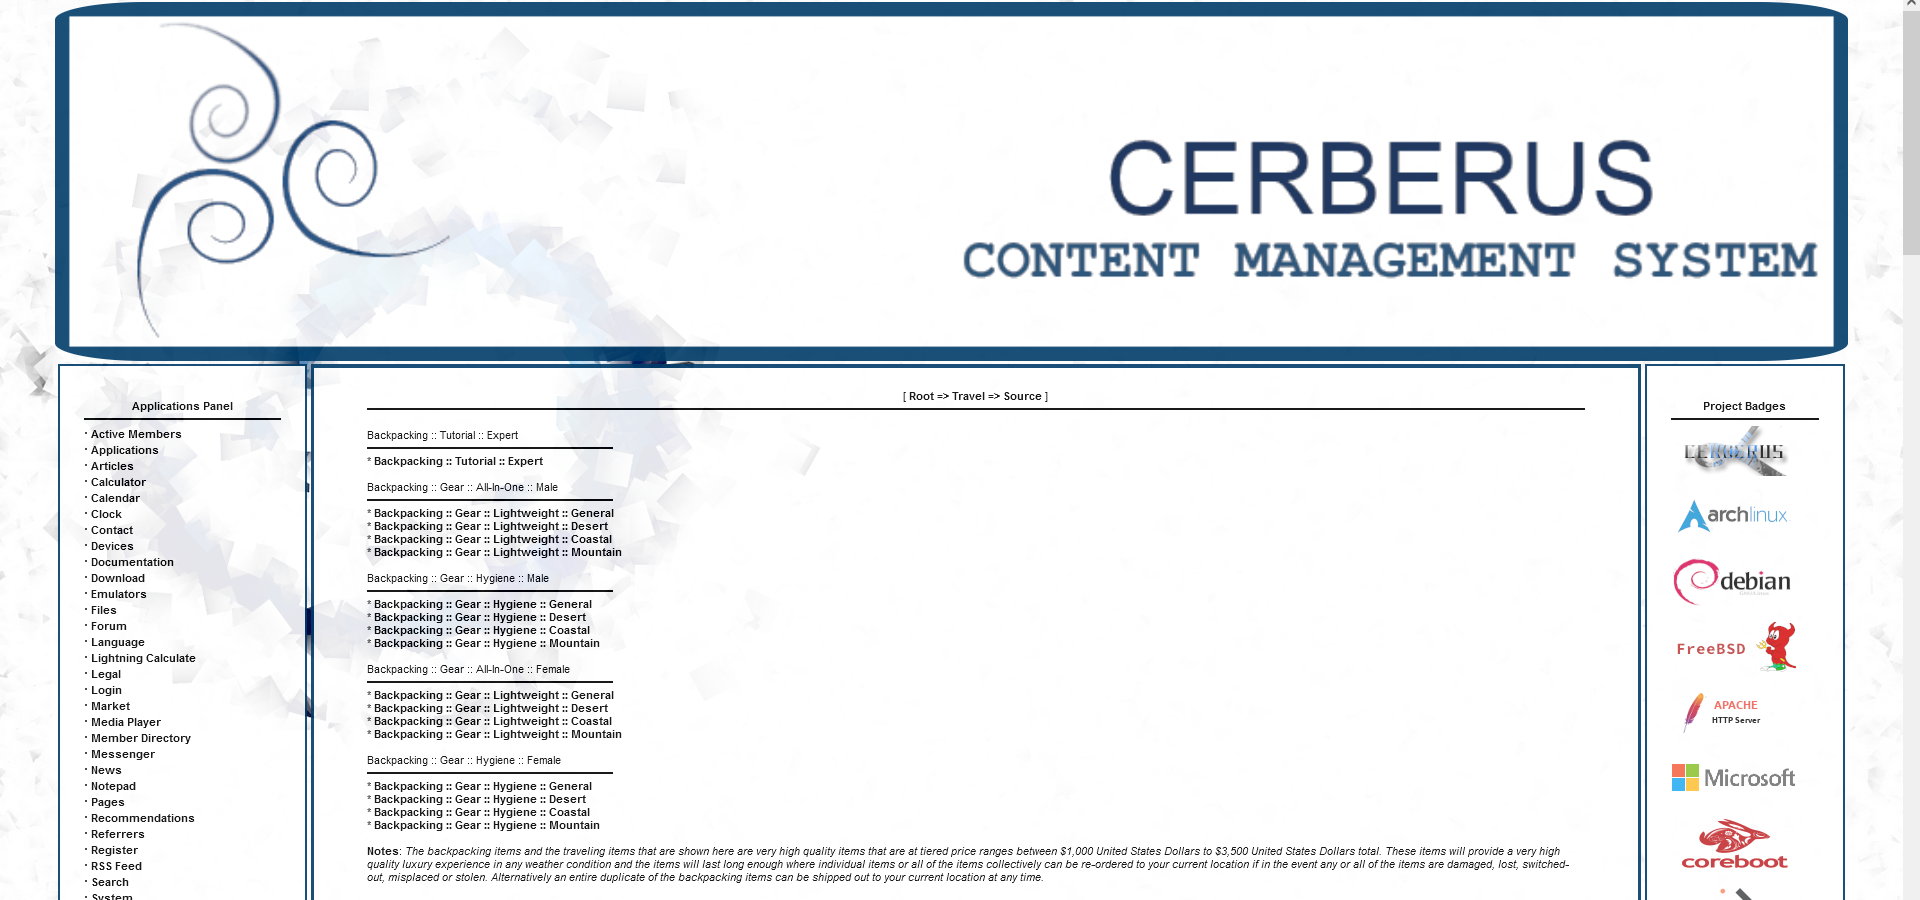 CERBERUS
CONTENT MANAGEMENT SYSTEM
Applications Panel
· Active Members
· Applications
· Articles
· Calculator
· Calendar
· Clock
· Contact
· Devices
· Documentation
· Download
· Emulators
· Files
· Forum
· Language
· Lightning Calculate
· Legal
· Login
· Market
· Media Player
· Member Directory
· Messenger
· News
· Notepad
· Pages
· Recommendations
· Referrers
· Register
· RSS Feed
· Search
· System
[ Root => Travel => Source ]
Backpacking :: Tutorial :: Expert
* Backpacking :: Tutorial :: Expert
Backpacking :: Gear :: All-In-One :: Male
* Backpacking :: Gear :: Lightweight :: General
* Backpacking :: Gear :: Lightweight :: Desert
* Backpacking :: Gear :: Lightweight :: Coastal
* Backpacking :: Gear :: Lightweight :: Mountain
Backpacking :: Gear :: Hygiene :: Male
* Backpacking :: Gear :: Hygiene :: General
* Backpacking :: Gear :: Hygiene :: Desert
* Backpacking :: Gear :: Hygiene :: Coastal
* Backpacking :: Gear :: Hygiene :: Mountain
Backpacking :: Gear :: All-In-One :: Female
* Backpacking :: Gear :: Lightweight :: General
* Backpacking :: Gear :: Lightweight :: Desert
* Backpacking :: Gear :: Lightweight :: Coastal
* Backpacking :: Gear :: Lightweight :: Mountain
Backpacking :: Gear :: Hygiene :: Female
* Backpacking :: Gear :: Hygiene :: General
* Backpacking :: Gear :: Hygiene :: Desert
* Backpacking :: Gear :: Hygiene :: Coastal
* Backpacking :: Gear :: Hygiene :: Mountain
Notes: The backpacking items and the traveling items that are shown here are very high quality items that are at tiered price ranges between $1,000 United States Dollars to $3,500 United States Dollars total. These items will provide a very high
quality luxury experience in any weather condition and the items will last long enough where individual items or all of the items collectively can be re-ordered to your current location if in the event any or all of the items are damaged, lost, switched-
out, misplaced or stolen. Alternatively an entire duplicate of the backpacking items can be shipped out to your current location at any time.
Project Badges
CERBERUS
archlinux
debian
FreeBSD
APACHE
HTTP Server
Microsoft
coreboot